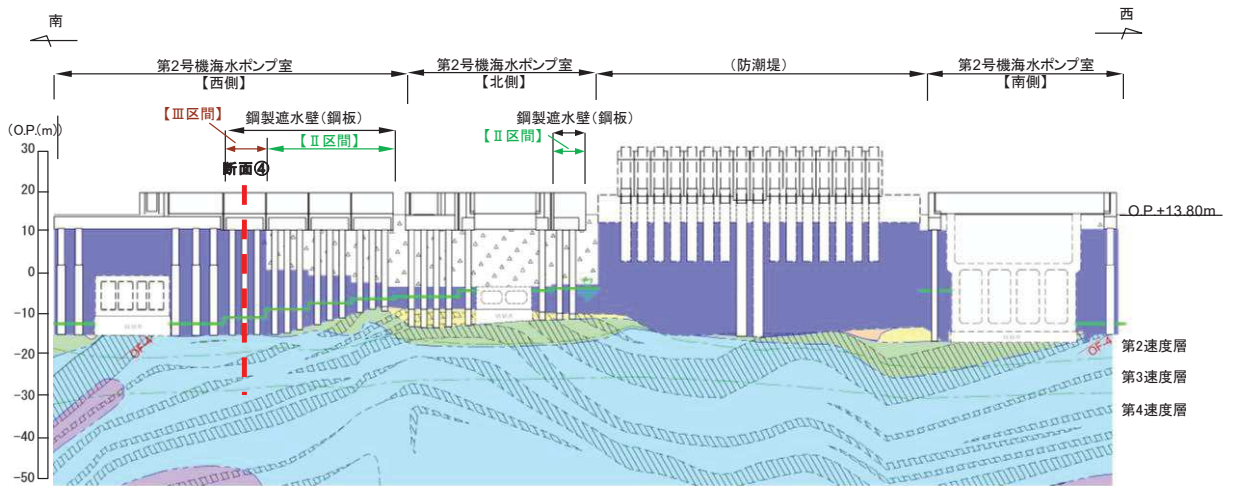 南
西
第2号機海水ポンプ室
【西側】
第2号機海水ポンプ室
【北側】
(防潮堤)
第2号機海水ポンプ室
【南側】
【Ⅲ区間】
鋼製遮水壁(鋼板)
【Ⅱ区間】
鋼製遮水壁(鋼板)
【Ⅱ区間】
断面④
(O.P.(m))
30
20
10
0
-10
-20
-30
-40
-50
O.P.+13.80m
OF-4
OF-4
第2速度層
第3速度層
第4速度層